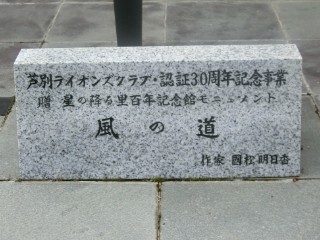 芦別ライオンズクラブ・認証30周年記念事業
贈 星の降る里百年記念館モニュメント
風の道
作家 國松明日香